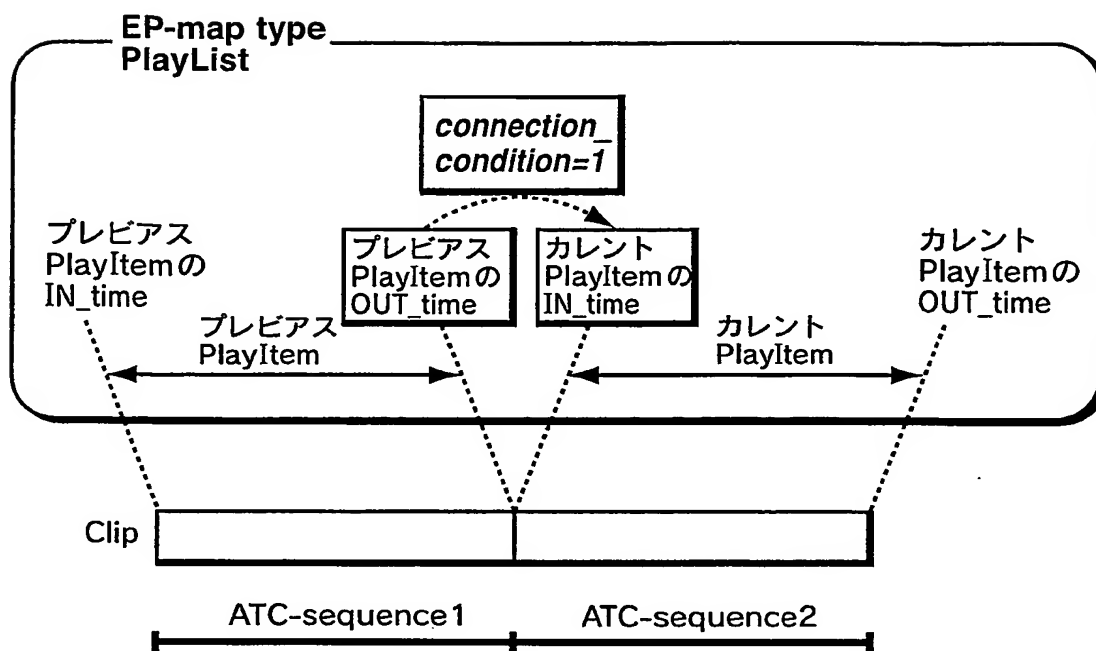 EP-map type
PlayList
connection_
condition=1
プレビアス
PlayItemの
IN_time
プレビアス
PlayItemの
OUT_time
カレント
PlayItemの
IN_time
カレント
PlayItemの
OUT_time
プレビアス
PlayItem
カレント
PlayItem
Clip
ATC-sequence1
ATC-sequence2